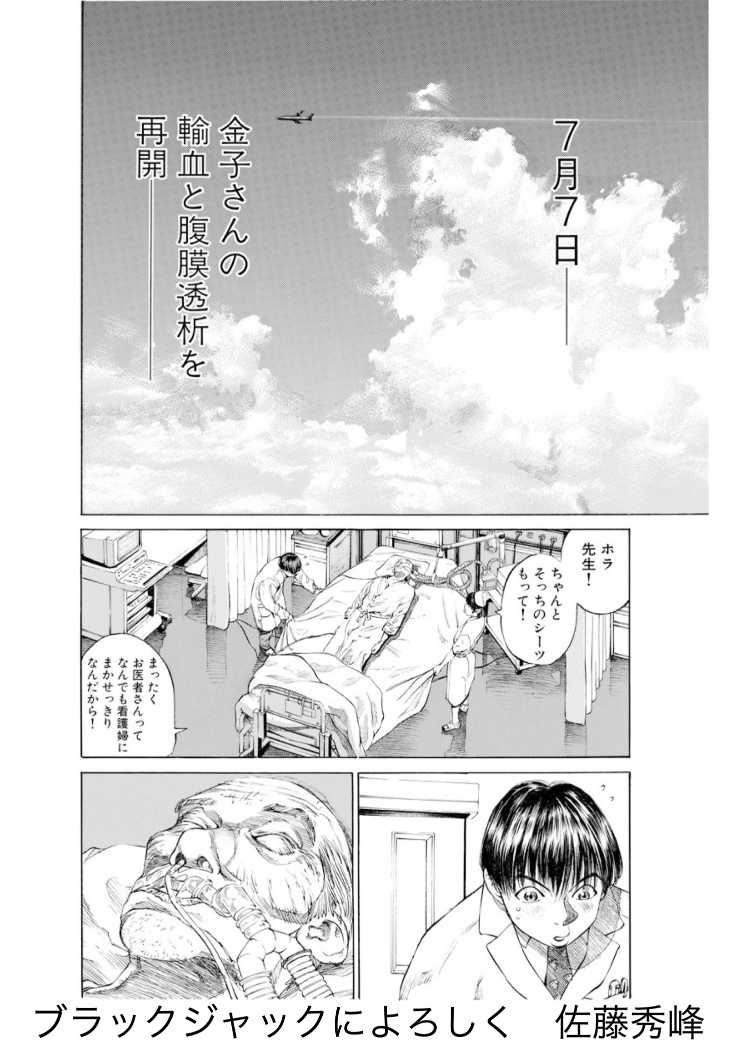 7月7日――
金子さんの
輸血と腹膜透析を
再開――
ホラ
先生！
ちゃんと
そっちのシーツ
もって！
まったく
お医者さんって
なんでも看護婦に
まかせっきり
なんだから！
ブラックジャックによろしく　佐藤秀峰